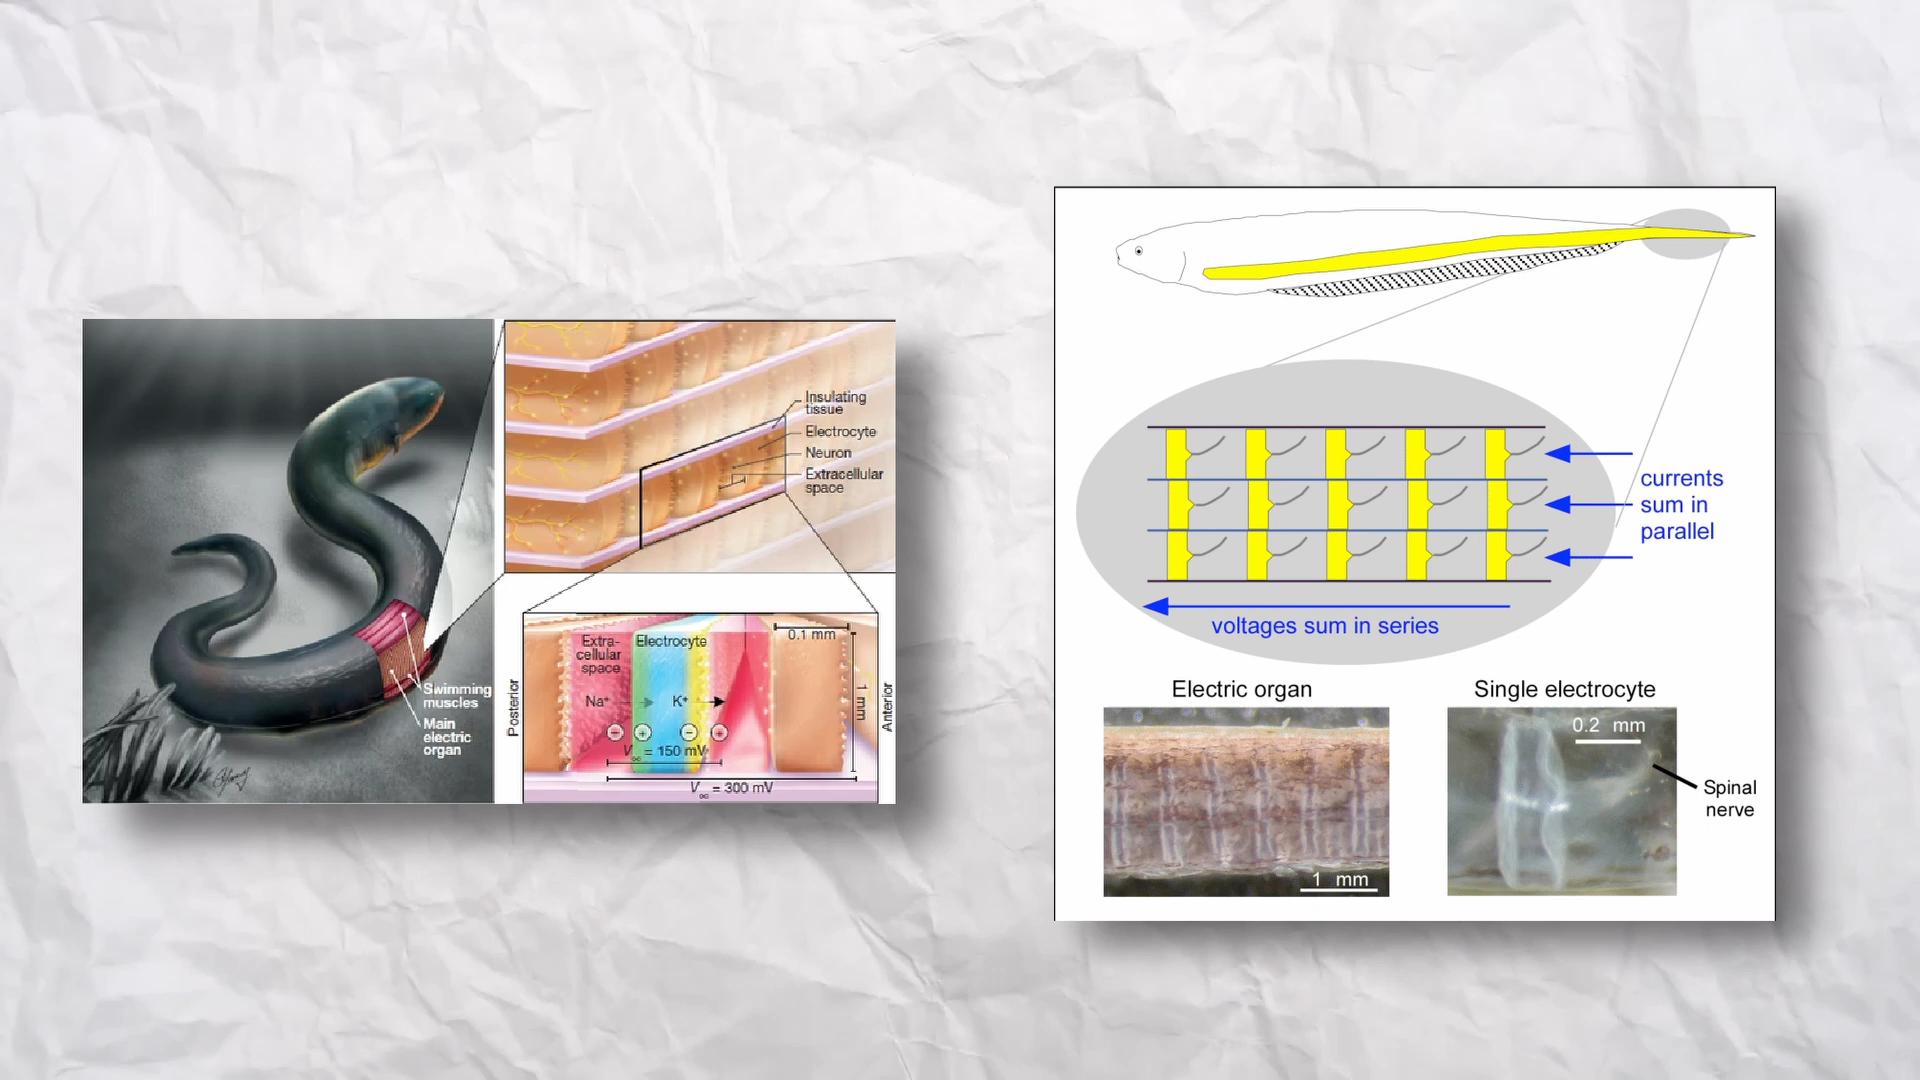 Insulating
tissue
Electrocyte
Neuron
Extracellular
space
Swimming
muscles
Main
electric
organ
Posterior
Extra-
cellular
space
Electrocyte
0.1 mm
Na⁺
K⁺
1 mm
Anterior
− + − +
Voc = 150 mV
Voc = 300 mV
currents
sum in
parallel
voltages sum in series
Electric organ
Single electrocyte
1 mm
0.2 mm
Spinal
nerve